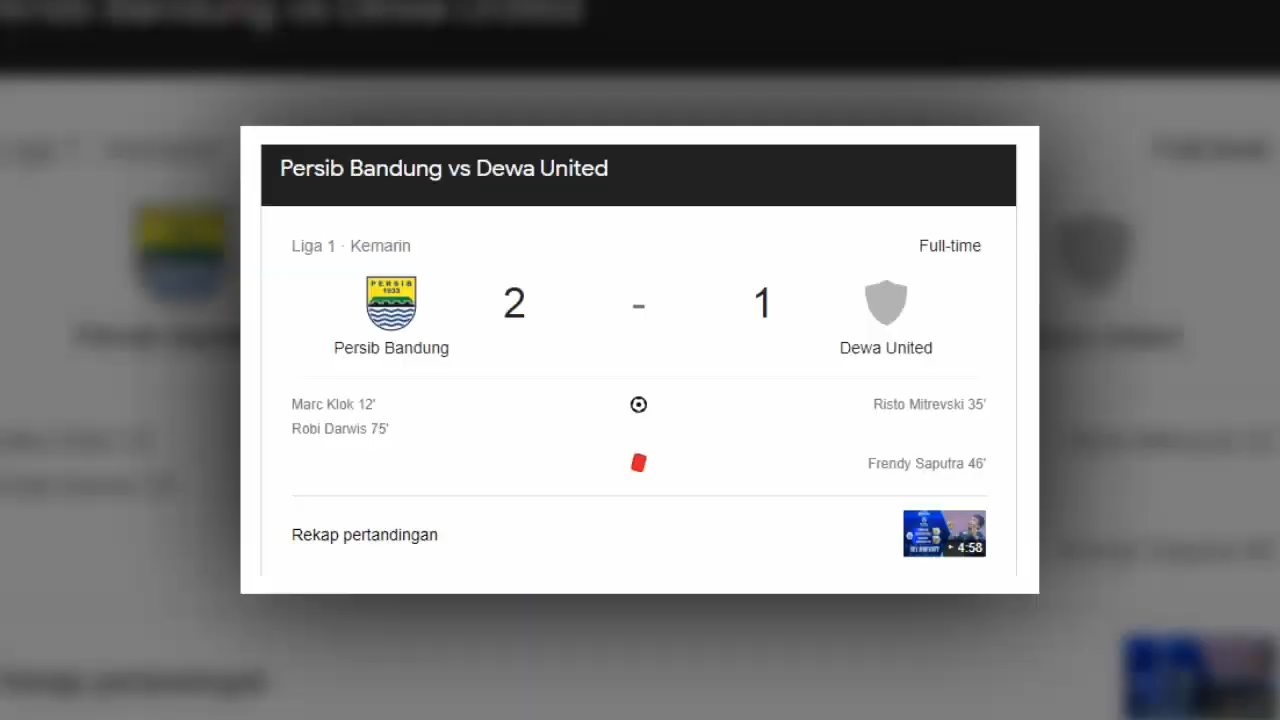 Persib Bandung vs Dewa United
Liga 1 · Kemarin
Full-time
PERSIB
1933
2 - 1
Persib Bandung
Dewa United
Marc Klok 12'
Risto Mitrevski 35'
Robi Darwis 75'
Frendy Saputra 46'
Rekap pertandingan
4:58